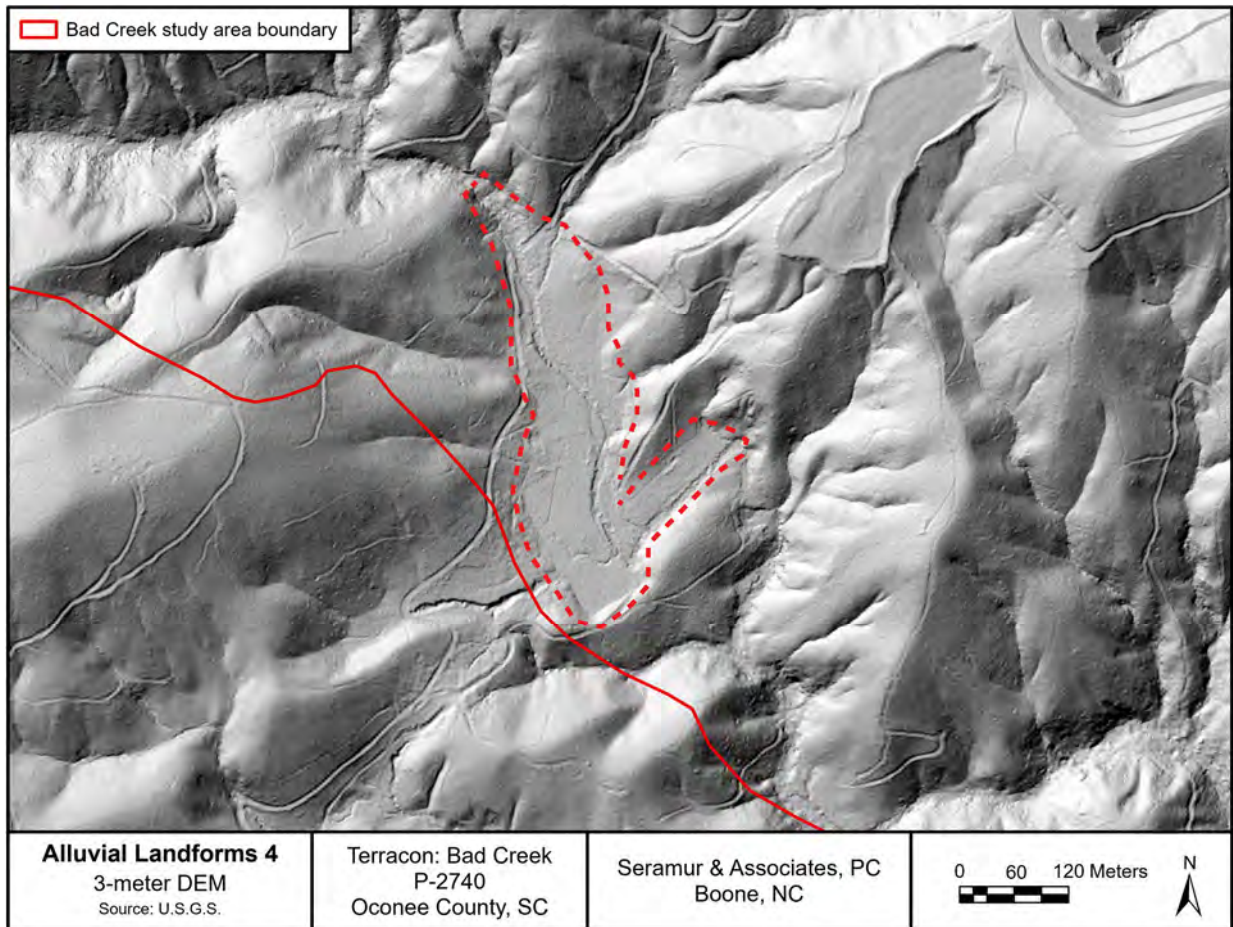 Bad Creek study area boundary
Alluvial Landforms 4
3-meter DEM
Source: U.S.G.S.
Terracon: Bad Creek
P-2740
Oconee County, SC
Seramur & Associates, PC
Boone, NC
0 60 120 Meters
N